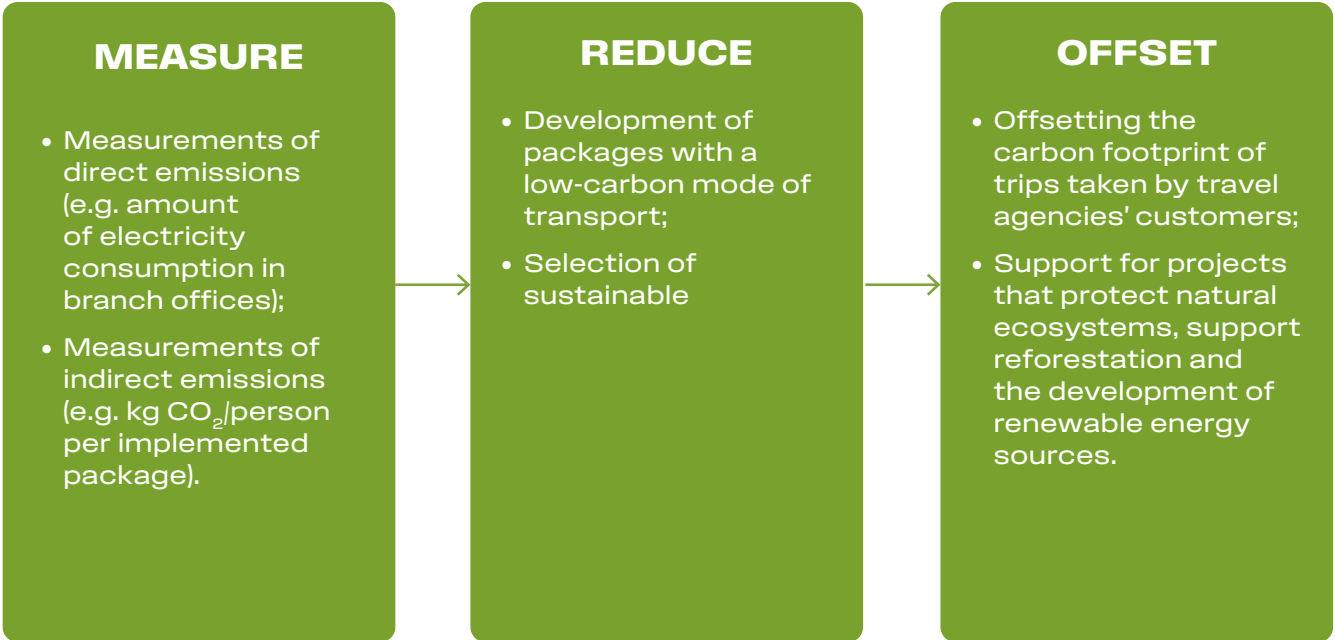 MEASURE
• Measurements of
direct emissions
(e.g. amount
of electricity
consumption in
branch offices);
• Measurements of
indirect emissions
(e.g. kg CO₂/person
per implemented
package).
REDUCE
• Development of
packages with a
low-carbon mode of
transport;
• Selection of
sustainable
OFFSET
• Offsetting the
carbon footprint of
trips taken by travel
agencies' customers;
• Support for projects
that protect natural
ecosystems, support
reforestation and
the development of
renewable energy
sources.